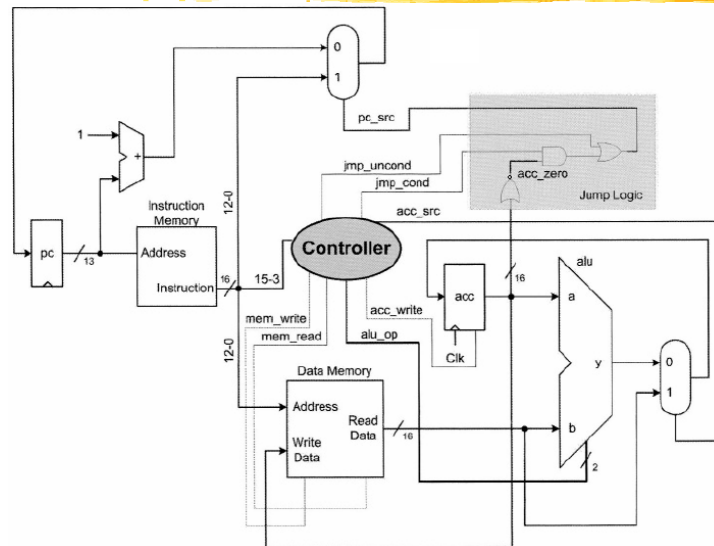 0
1
pc_src
1
+
jmp_uncond
jmp_cond
acc_zero
Jump Logic
acc_src
12-0
Instruction
Memory
Controller
pc
13
Address
Instruction
16
15-3
mem_write
mem_read
acc_write
alu_op
acc
Clk
16
alu
a
y
b
2
0
1
12-0
Data Memory
Address
Read
Data
Write
Data
16